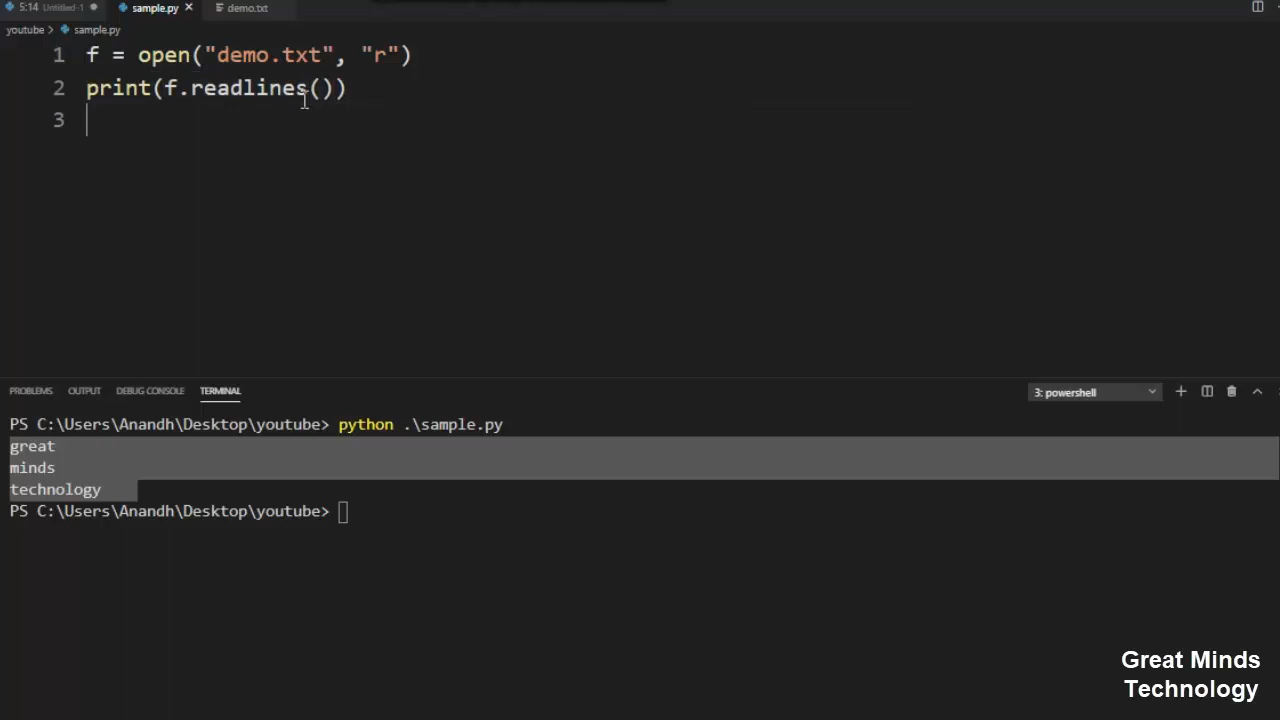 5:14 Untitled-1
sample.py
demo.txt
youtube > sample.py
1 f = open("demo.txt", "r")
2 print(f.readlines())
3
PROBLEMS OUTPUT DEBUG CONSOLE TERMINAL
3: powershell
PS C:\Users\Anandh\Desktop\youtube> python .\sample.py
great
minds
technology
PS C:\Users\Anandh\Desktop\youtube>
Great Minds
Technology